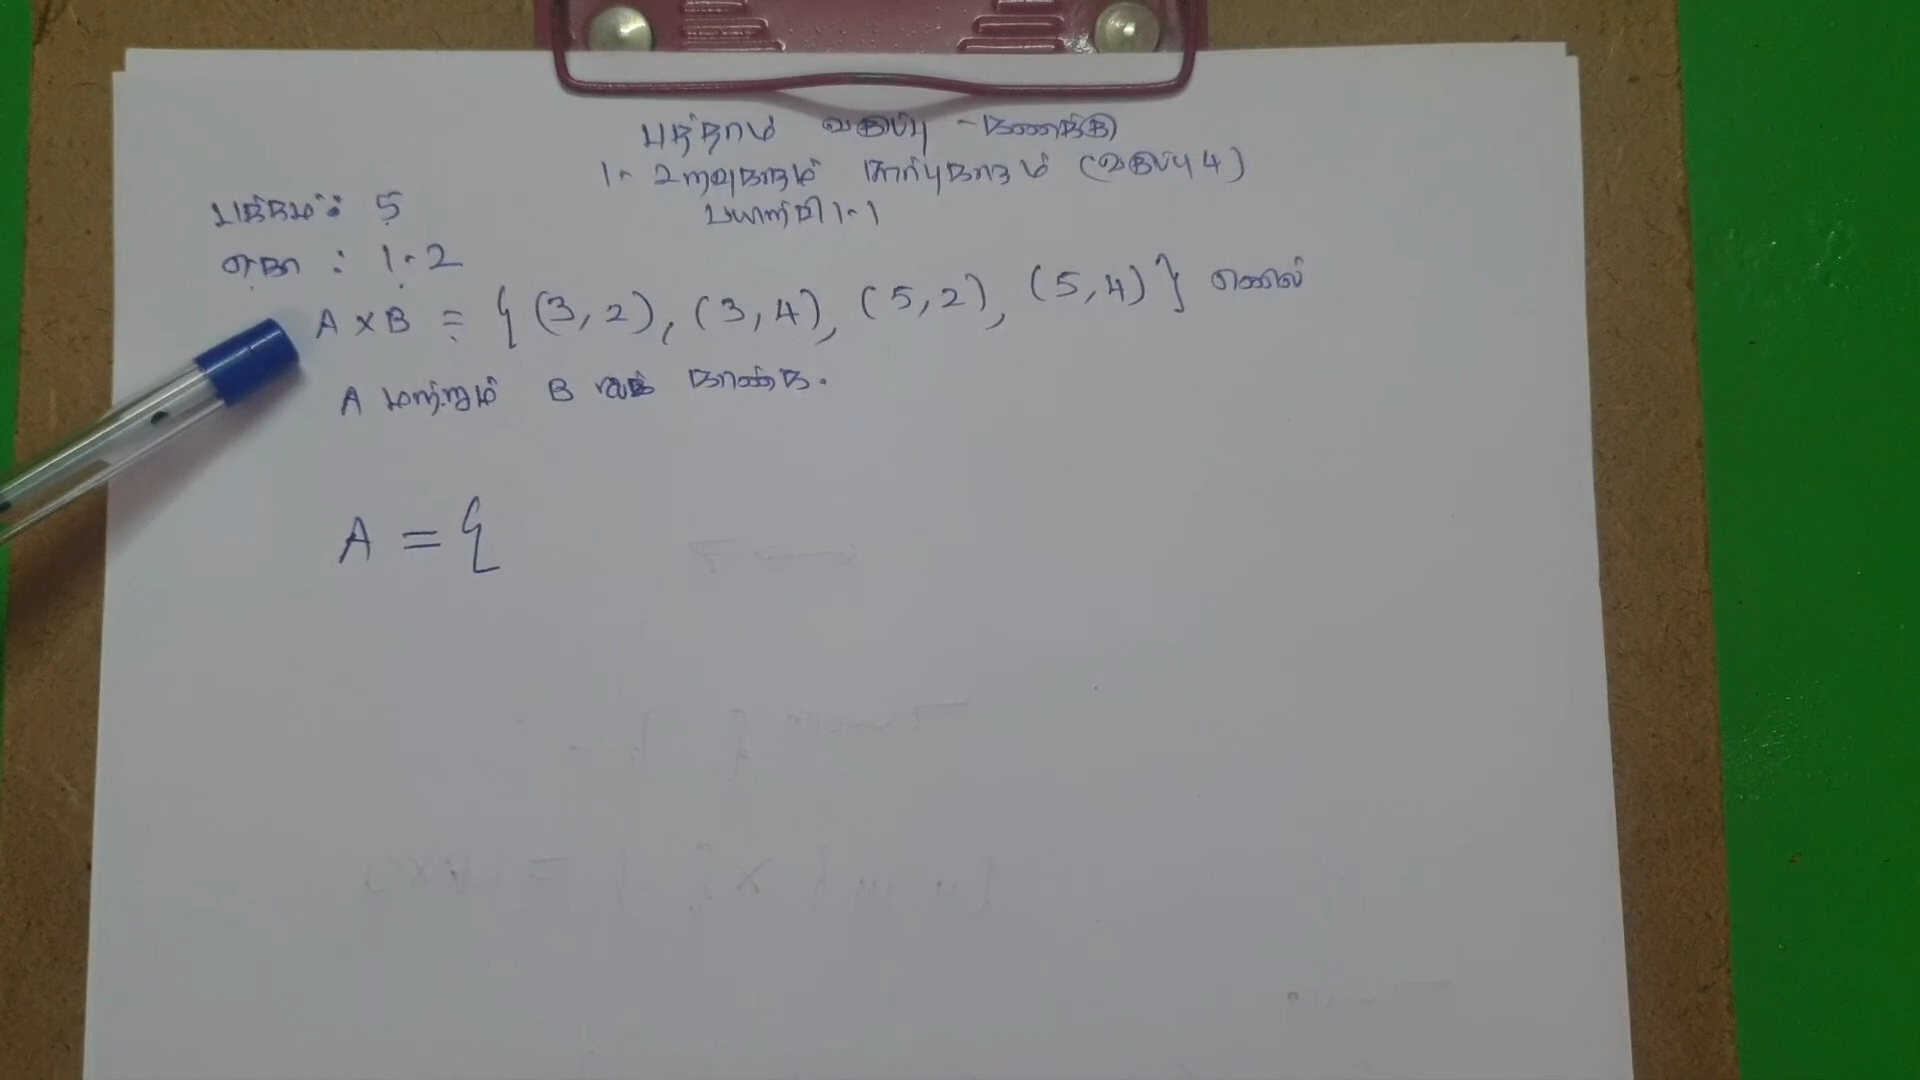 பத்தாம் வகுப்பு - கணக்கு
1. உறவுகளும் சார்புகளும் (வகுப்பு 4)
பயிற்சி 1.1
பக்கம் : 5
எ.கா : 1.2
A × B = { (3, 2), (3, 4), (5, 2), (5, 4) } எனில்
A மற்றும் B ஐக் காண்க.
A = {